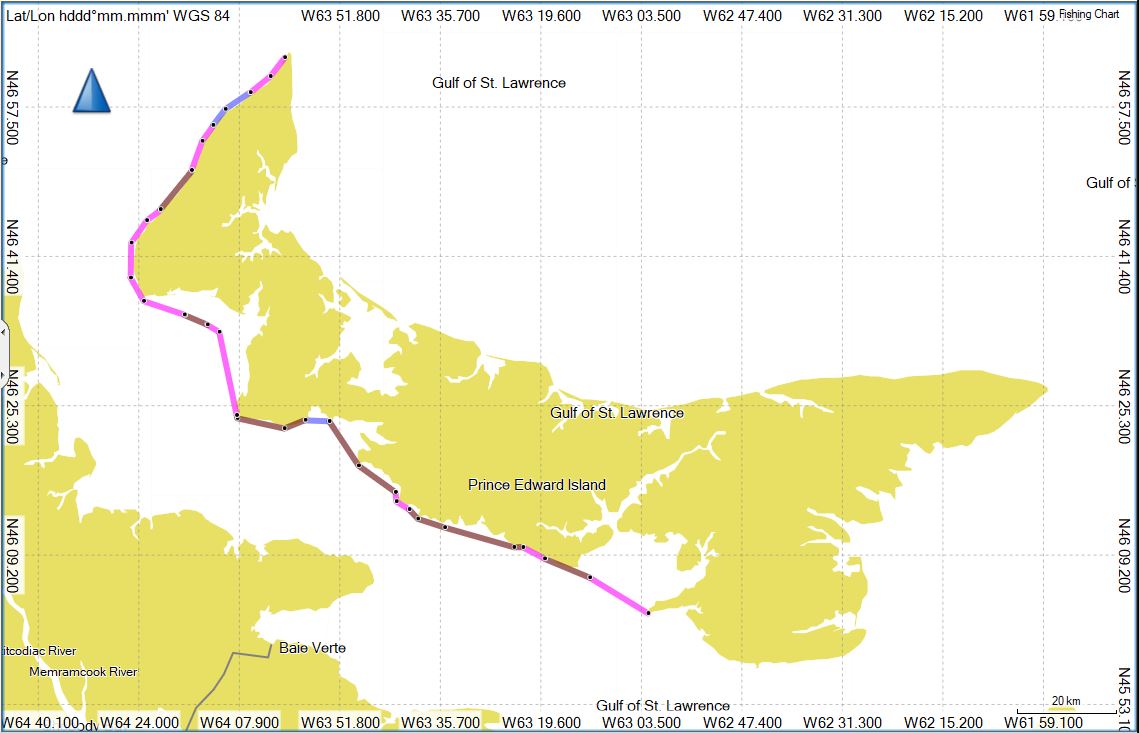 Lat/Lon hddd°mm.mmm' WGS 84
W63 51.800
W63 35.700
W63 19.600
W63 03.500
W62 47.400
W62 31.300
W62 15.200
W61 59.
Fishing Chart
Gulf of St. Lawrence
N46 57.500
N46 57.500
Gulf of
N46 41.400
N46 41.400
N46 25.300
N46 25.300
Gulf of St. Lawrence
Prince Edward Island
N46 09.200
N46 09.200
itcodiac River
Baie Verte
Memramcook River
N45 53.10
20 km
Gulf of St. Lawrence
W64 40.100
W64 24.000
W64 07.900
W63 51.800
W63 35.700
W63 19.600
W63 03.500
W62 47.400
W62 31.300
W62 15.200
W61 59.100